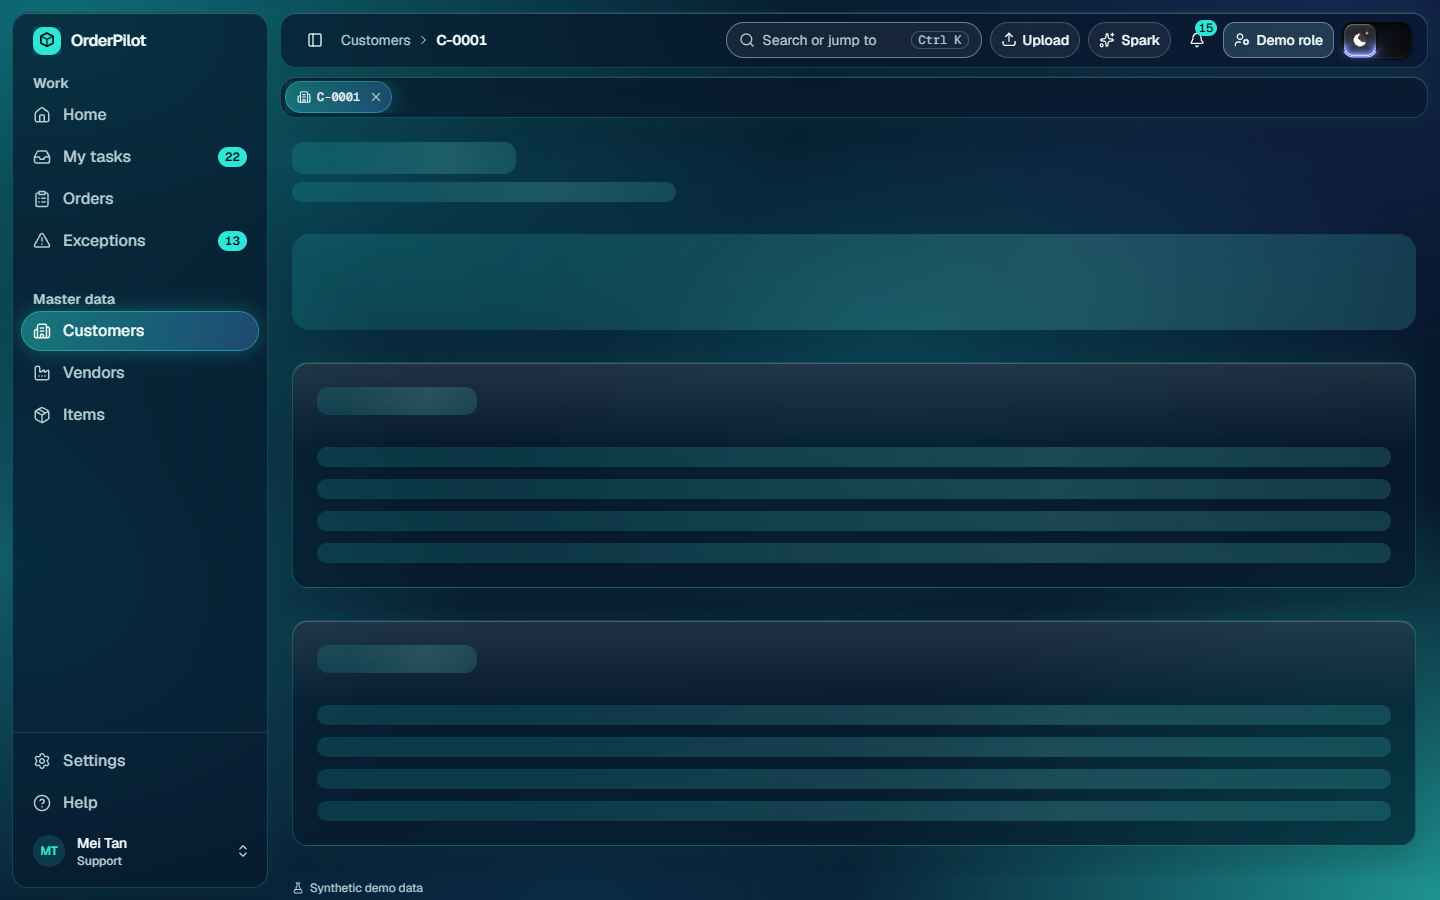 OrderPilot
Work
Home
My tasks 22
Orders
Exceptions 13
Master data
Customers
Vendors
Items
Settings
Help
MT
Mei Tan
Support
Customers > C-0001
Search or jump to Ctrl K
Upload
Spark
15
Demo role
C-0001
Synthetic demo data